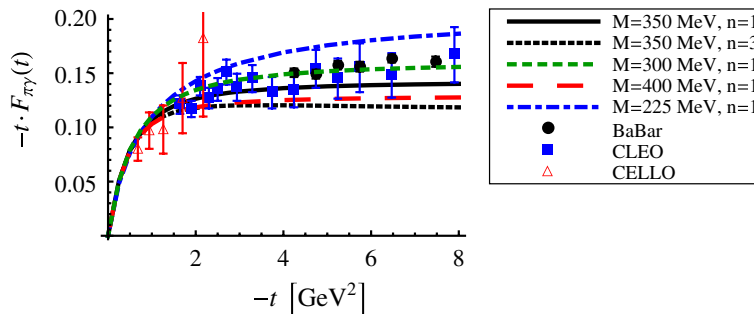 0.20
0.15
0.10
0.05
−t · Fπγ(t)
0 2 4 6 8
−t [GeV²]
M=350 MeV, n=1
M=350 MeV, n=3
M=300 MeV, n=1
M=400 MeV, n=1
M=225 MeV, n=1
BaBar
CLEO
CELLO